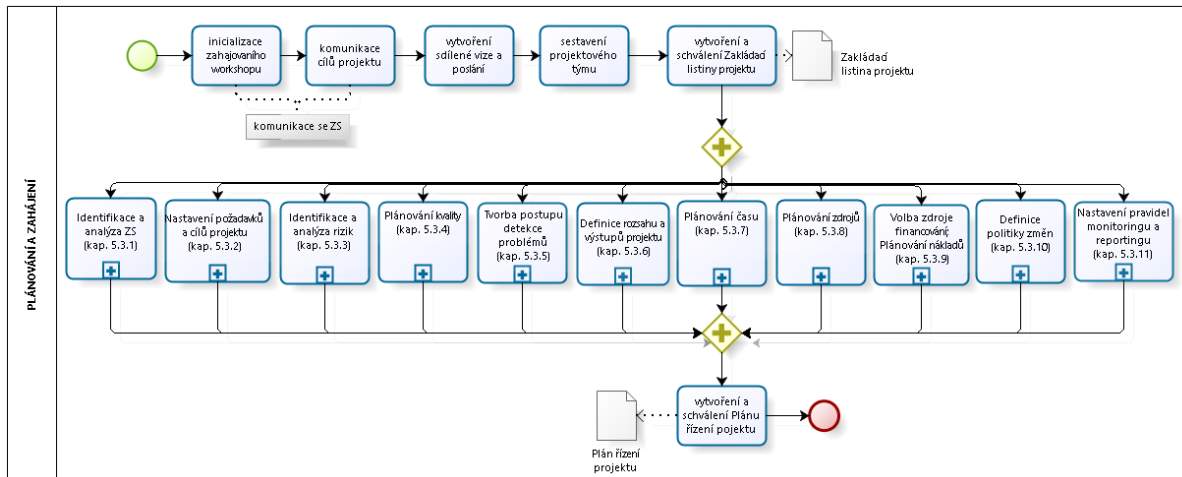 PLÁNOVÁNÍ A ZAHÁJENÍ
inicializace
zahajovaního
workshopu
komunikace
cílů projektu
vytvoření
sdílené vize a
poslání
sestavení
projektového
týmu
vytvoření a
schválení Zakládací
listiny projektu
Zakládací
listina projektu
komunikace se ZS
Identifikace a
analýza ZS
(kap. 5.3.1)
Nastavení požadavků
a cílů projektu
(kap. 5.3.2)
Identifikace a
analýza rizik
(kap. 5.3.3)
Plánování kvality
(kap. 5.3.4)
Tvorba postupu
detekce
problémů
(kap. 5.3.5)
Definice rozsahu a
výstupů projektu
(kap. 5.3.6)
Plánování času
(kap. 5.3.7)
Plánování zdrojů
(kap. 5.3.8)
Volba zdroje
financování;
Plánování nákladů
(kap. 5.3.9)
Definice
politiky změn
(kap. 5.3.10)
Nastavení pravidel
monitoringu a
reportingu
(kap. 5.3.11)
vytvoření a
schválení Plánu
řízení pojektu
Plán řízení
projektu